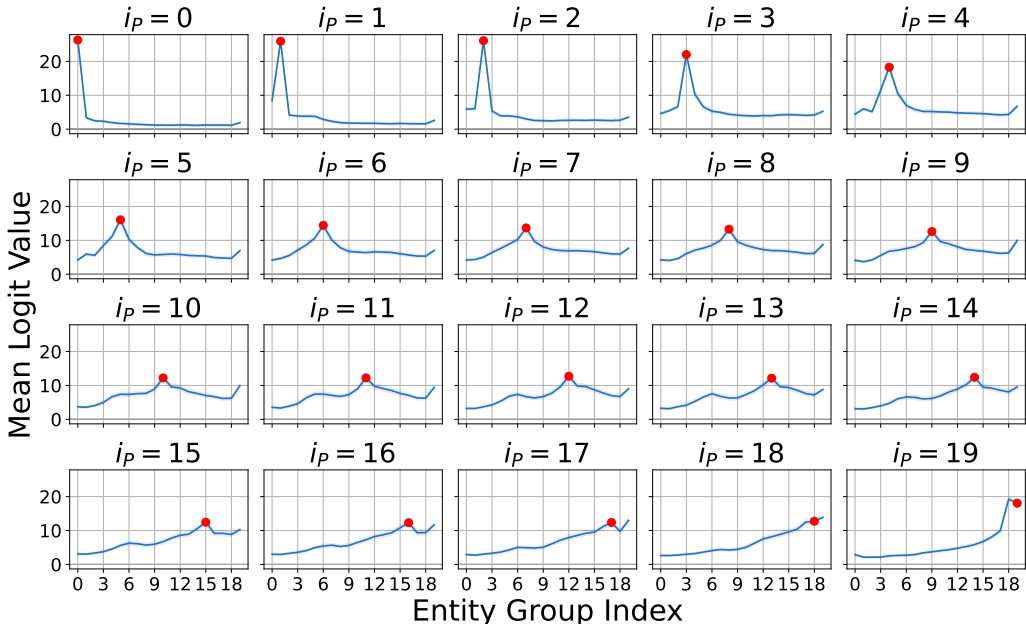 i_P = 0 i_P = 1 i_P = 2 i_P = 3 i_P = 4
20
10
0
i_P = 5 i_P = 6 i_P = 7 i_P = 8 i_P = 9
20
10
0
i_P = 10 i_P = 11 i_P = 12 i_P = 13 i_P = 14
20
10
0
i_P = 15 i_P = 16 i_P = 17 i_P = 18 i_P = 19
20
10
0
0 3 6 9 12 15 18 0 3 6 9 12 15 18 0 3 6 9 12 15 18 0 3 6 9 12 15 18 0 3 6 9 12 15 18
Mean Logit Value
Entity Group Index